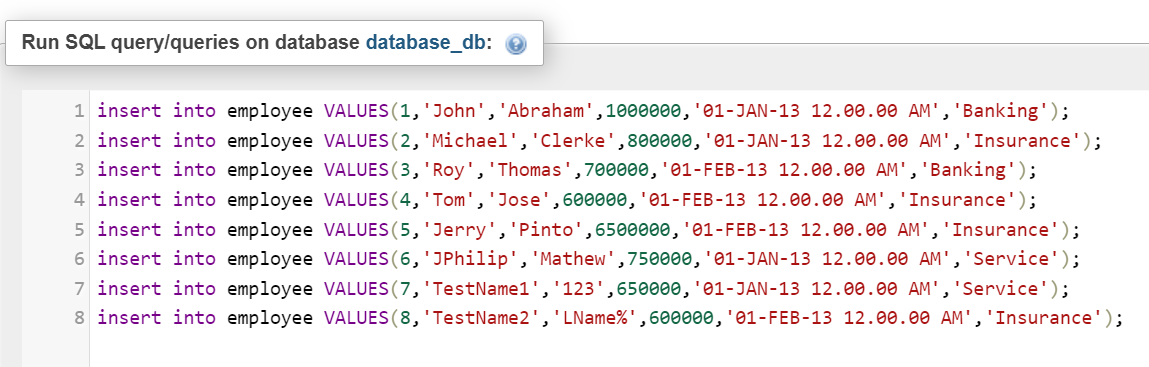 Run SQL query/queries on database database_db:
1 insert into employee VALUES(1,'John','Abraham',1000000,'01-JAN-13 12.00.00 AM','Banking');
2 insert into employee VALUES(2,'Michael','Clerke',800000,'01-JAN-13 12.00.00 AM','Insurance');
3 insert into employee VALUES(3,'Roy','Thomas',700000,'01-FEB-13 12.00.00 AM','Banking');
4 insert into employee VALUES(4,'Tom','Jose',600000,'01-FEB-13 12.00.00 AM','Insurance');
5 insert into employee VALUES(5,'Jerry','Pinto',6500000,'01-FEB-13 12.00.00 AM','Insurance');
6 insert into employee VALUES(6,'JPhilip','Mathew',750000,'01-JAN-13 12.00.00 AM','Service');
7 insert into employee VALUES(7,'TestName1','123',650000,'01-JAN-13 12.00.00 AM','Service');
8 insert into employee VALUES(8,'TestName2','LName%',600000,'01-FEB-13 12.00.00 AM','Insurance');